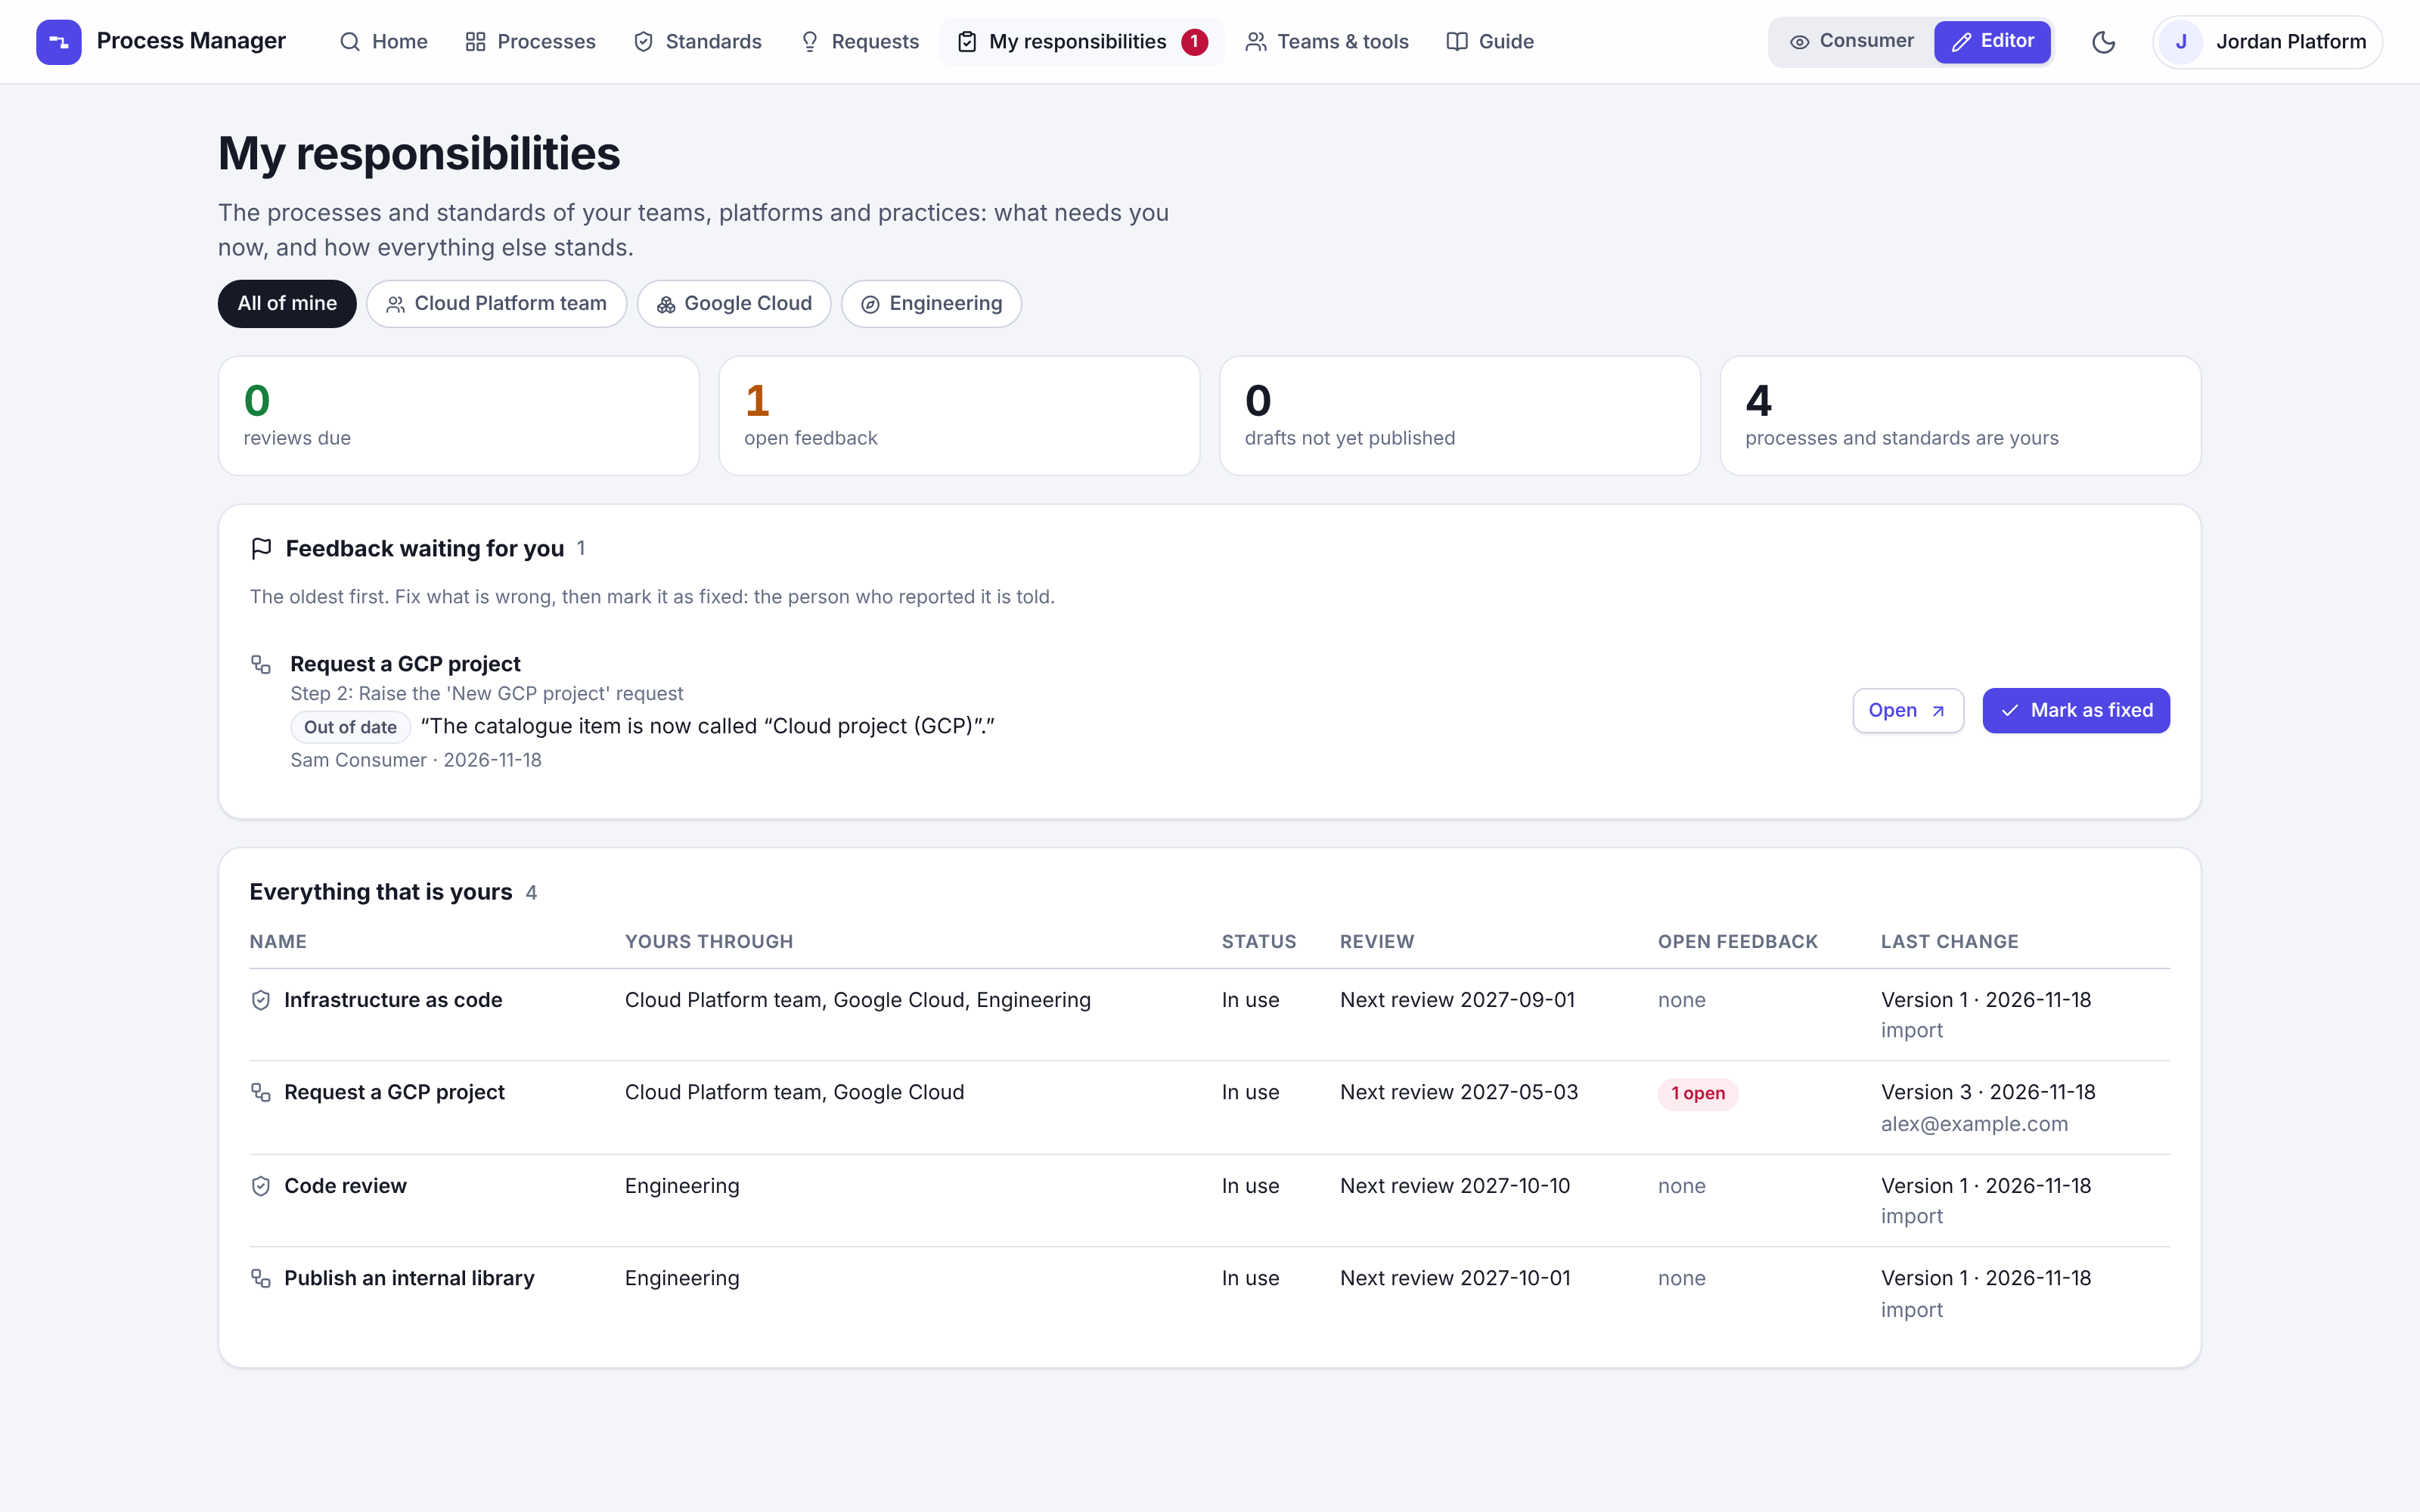 Process Manager
Home
Processes
Standards
Requests
My responsibilities 1
Teams & tools
Guide
Consumer
Editor
J
Jordan Platform
My responsibilities
The processes and standards of your teams, platforms and practices: what needs you
now, and how everything else stands.
All of mine
Cloud Platform team
Google Cloud
Engineering
0
reviews due
1
open feedback
0
drafts not yet published
4
processes and standards are yours
Feedback waiting for you 1
The oldest first. Fix what is wrong, then mark it as fixed: the person who reported it is told.
Request a GCP project
Step 2: Raise the 'New GCP project' request
Out of date “The catalogue item is now called “Cloud project (GCP)”.”
Sam Consumer · 2026-11-18
Open
Mark as fixed
Everything that is yours 4
NAME YOURS THROUGH STATUS REVIEW OPEN FEEDBACK LAST CHANGE
Infrastructure as code Cloud Platform team, Google Cloud, Engineering In use Next review 2027-09-01 none Version 1 · 2026-11-18
import
Request a GCP project Cloud Platform team, Google Cloud In use Next review 2027-05-03 1 open Version 3 · 2026-11-18
alex@example.com
Code review Engineering In use Next review 2027-10-10 none Version 1 · 2026-11-18
import
Publish an internal library Engineering In use Next review 2027-10-01 none Version 1 · 2026-11-18
import